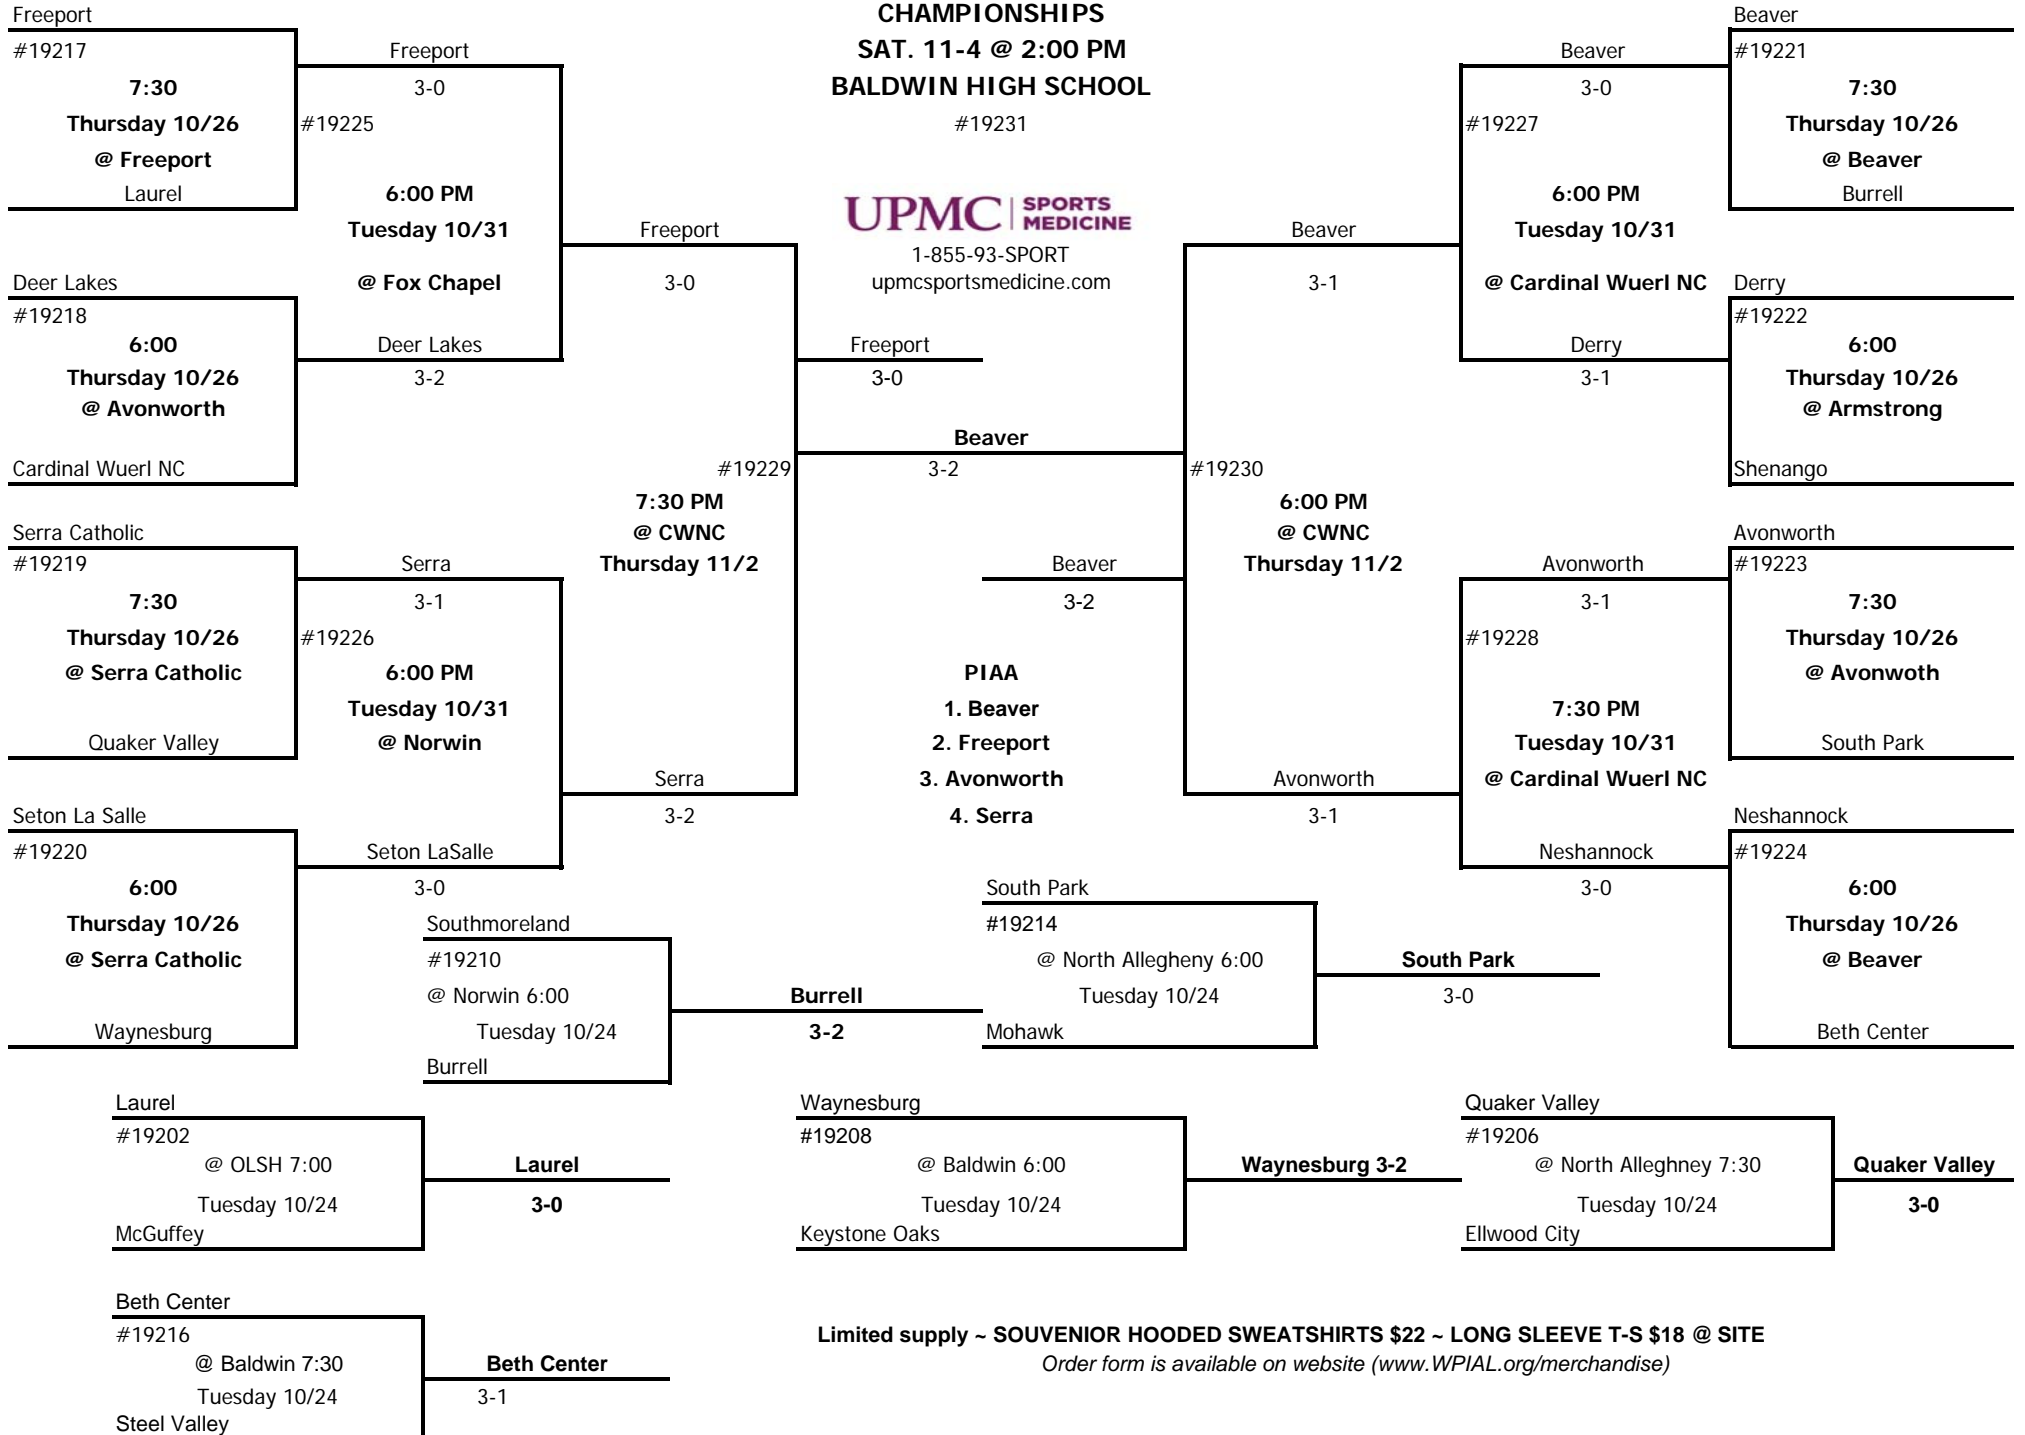 Freeport
CHAMPIONSHIPS
Beaver
#19217
Freeport
SAT. 11-4 @ 2:00 PM
Beaver
#19221
7:30
3-0
BALDWIN HIGH SCHOOL
3-0
7:30
Thursday 10/26
#19225
#19231
#19227
Thursday 10/26
@ Freeport
@ Beaver
Laurel
6:00 PM
UPMC SPORTS MEDICINE
6:00 PM
Burrell
Tuesday 10/31
Freeport
Beaver
Tuesday 10/31
1-855-93-SPORT
Deer Lakes
@ Fox Chapel
3-0
upmcsportsmedicine.com
3-1
@ Cardinal Wuerl NC
Derry
#19218
#19222
6:00
Deer Lakes
Freeport
Derry
6:00
Thursday 10/26
3-2
3-0
3-1
Thursday 10/26
@ Avonworth
@ Armstrong
Beaver
Cardinal Wuerl NC
#19229
3-2
#19230
Shenango
7:30 PM
6:00 PM
Serra Catholic
@ CWNC
@ CWNC
Avonworth
#19219
Serra
Thursday 11/2
Beaver
Thursday 11/2
Avonworth
#19223
7:30
3-1
3-2
3-1
7:30
Thursday 10/26
#19226
#19228
Thursday 10/26
@ Serra Catholic
6:00 PM
PIAA
@ Avonwoth
Tuesday 10/31
1. Beaver
7:30 PM
Quaker Valley
@ Norwin
2. Freeport
Tuesday 10/31
South Park
Serra
3. Avonworth
Avonworth
@ Cardinal Wuerl NC
Seton La Salle
3-2
4. Serra
3-1
Neshannock
#19220
Seton LaSalle
Neshannock
#19224
6:00
3-0
South Park
3-0
6:00
Thursday 10/26
Southmoreland
#19214
Thursday 10/26
@ Serra Catholic
#19210
@ North Allegheny 6:00
South Park
@ Beaver
@ Norwin 6:00
Burrell
Tuesday 10/24
3-0
Waynesburg
Tuesday 10/24
3-2
Mohawk
Beth Center
Burrell
Laurel
Waynesburg
Quaker Valley
#19202
#19208
#19206
@ OLSH 7:00
Laurel
@ Baldwin 6:00
Waynesburg 3-2
@ North Alleghney 7:30
Quaker Valley
Tuesday 10/24
3-0
Tuesday 10/24
Tuesday 10/24
3-0
McGuffey
Keystone Oaks
Ellwood City
Beth Center
#19216
Limited supply ~ SOUVENIOR HOODED SWEATSHIRTS $22 ~ LONG SLEEVE T-S $18 @ SITE
@ Baldwin 7:30
Beth Center
Order form is available on website (www.WPIAL.org/merchandise)
Tuesday 10/24
3-1
Steel Valley